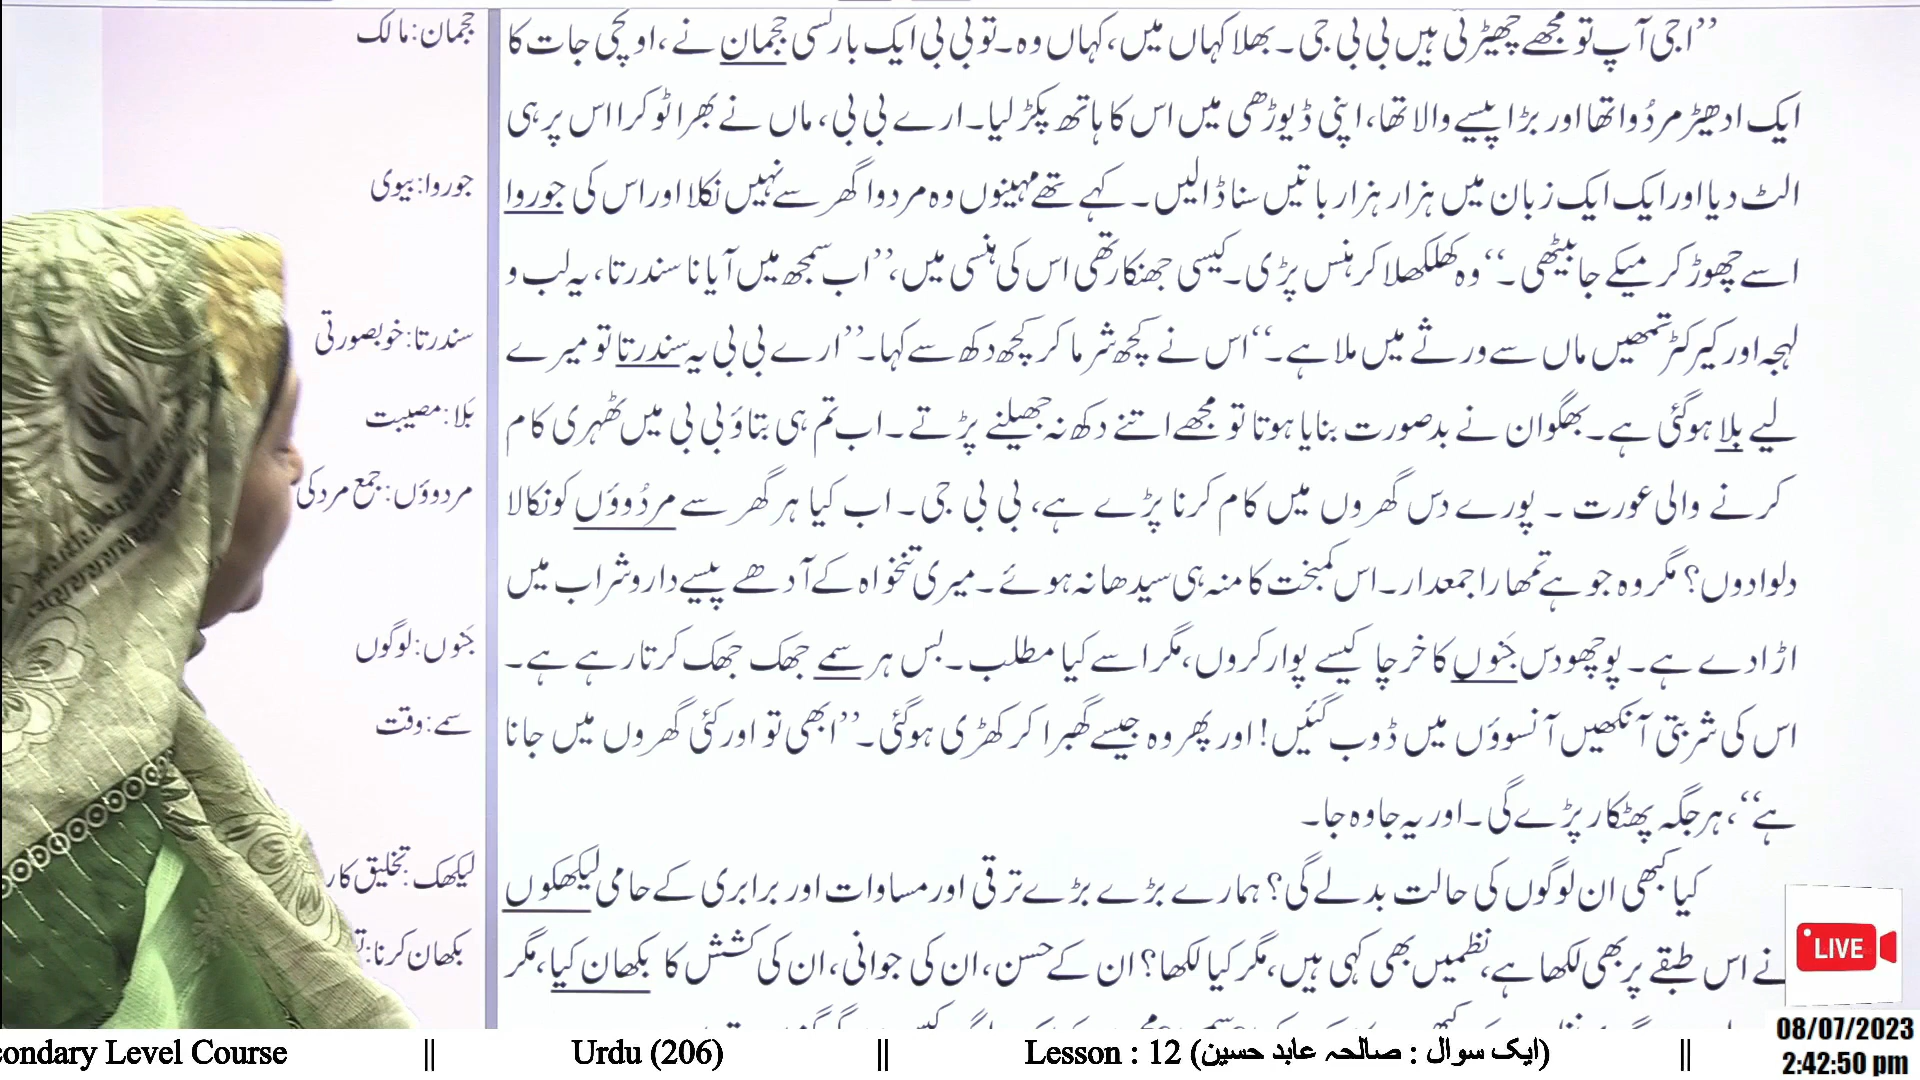 ’’اجی آپ تو مجھے چھیڑتی ہیں بی بی جی۔ بھلا کہاں میں، کہاں وہ۔ تو بی بی ایک بار کسی ججمان نے، اونچی جات کا
ایک ادھیڑ مردُوا تھا اور بڑا پیسے والا تھا، اپنی ڈیوڑھی میں اس کا ہاتھ پکڑ لیا۔ ارے بی بی، ماں نے بھرا ٹوکرا اس پر ہی
الٹ دیا اور ایک ایک زبان میں ہزار ہزار باتیں سنا ڈالیں۔ کہے تھے مہینوں وہ مردوا گھر سے نہیں نکلا اور اس کی جوروا
اسے چھوڑ کر میکے جا بیٹھی۔‘‘ وہ کھلکھلا کر ہنس پڑی۔ کیسی جھنکار تھی اس کی ہنسی میں، ’’اب سمجھ میں آیا نا سندرتا، یہ لب و
لہجہ اور کیرکٹر تمھیں ماں سے ورثے میں ملا ہے۔‘‘ اس نے کچھ شرما کر کچھ دکھ سے کہا۔ ’’ارے بی بی یہ سندرتا تو میرے
لیے بلا ہوگئی ہے۔ بھگوان نے بدصورت بنایا ہوتا تو مجھے اتنے دکھ نہ جھیلنے پڑتے۔ اب تم ہی بتاؤ بی بی میں ٹھہری کام
کرنے والی عورت ۔ پورے دس گھروں میں کام کرنا پڑے ہے، بی بی جی۔ اب کیا ہر گھر سے مردُووٗں کو نکالا
دلوا دوں؟ مگر وہ جو ہے تمھارا جمعدار۔ اس کمبخت کا منہ ہی سیدھا نہ ہوئے۔ میری تنخواہ کے آدھے پیسے دارو شراب میں
اڑا دے ہے۔ پوچھو دس جَنوں کا خرچا کیسے پوار کروں، مگر اسے کیا مطلب۔ بس ہر سمے جھک جھک کرتا رہے ہے۔
اس کی شربتی آنکھیں آنسوؤں میں ڈوب گئیں! اور پھر وہ جیسے گھبرا کر کھڑی ہوگئی۔ ’’ابھی تو اور کئی گھروں میں جانا
ہے‘‘، ہر جگہ پھٹکار پڑے گی۔ اور یہ جا وہ جا۔
کیا کبھی ان لوگوں کی حالت بدلے گی؟ ہمارے بڑے بڑے ترقی اور مساوات اور برابری کے حامی لیکھکوں
نے اس طبقے پر بھی لکھا ہے، نظمیں بھی کہی ہیں، مگر کیا لکھا؟ ان کے حسن، ان کی جوانی، ان کی کشش کا بکھان کیا، مگر
ججمان: مالک
جوروا: بیوی
سندرتا: خوبصورتی
بَلا: مصیبت
مردووٗں: جمع مرد کی
جَنوں: لوگوں
سمے: وقت
لیکھک: تخلیق کار
بکھان کرنا:
LIVE
08/07/2023
2:42:50 pm
condary Level Course || Urdu (206) || Lesson : 12 (ایک سوال : صالحہ عابد حسین) ||